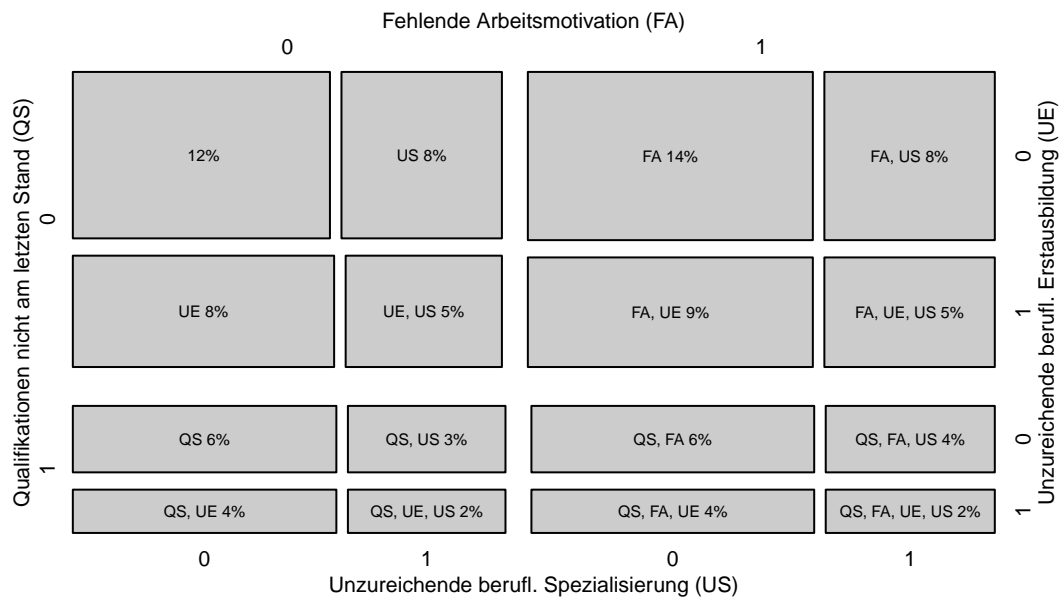 Fehlende Arbeitsmotivation (FA)
0 1
Qualifikationen nicht am letzten Stand (QS)
0
1
12% US 8% FA 14% FA, US 8%
UE 8% UE, US 5% FA, UE 9% FA, UE, US 5%
QS 6% QS, US 3% QS, FA 6% QS, FA, US 4%
QS, UE 4% QS, UE, US 2% QS, FA, UE 4% QS, FA, UE, US 2%
0
1
0
1
Unzureichende berufl. Erstausbildung (UE)
0 1 0 1
Unzureichende berufl. Spezialisierung (US)